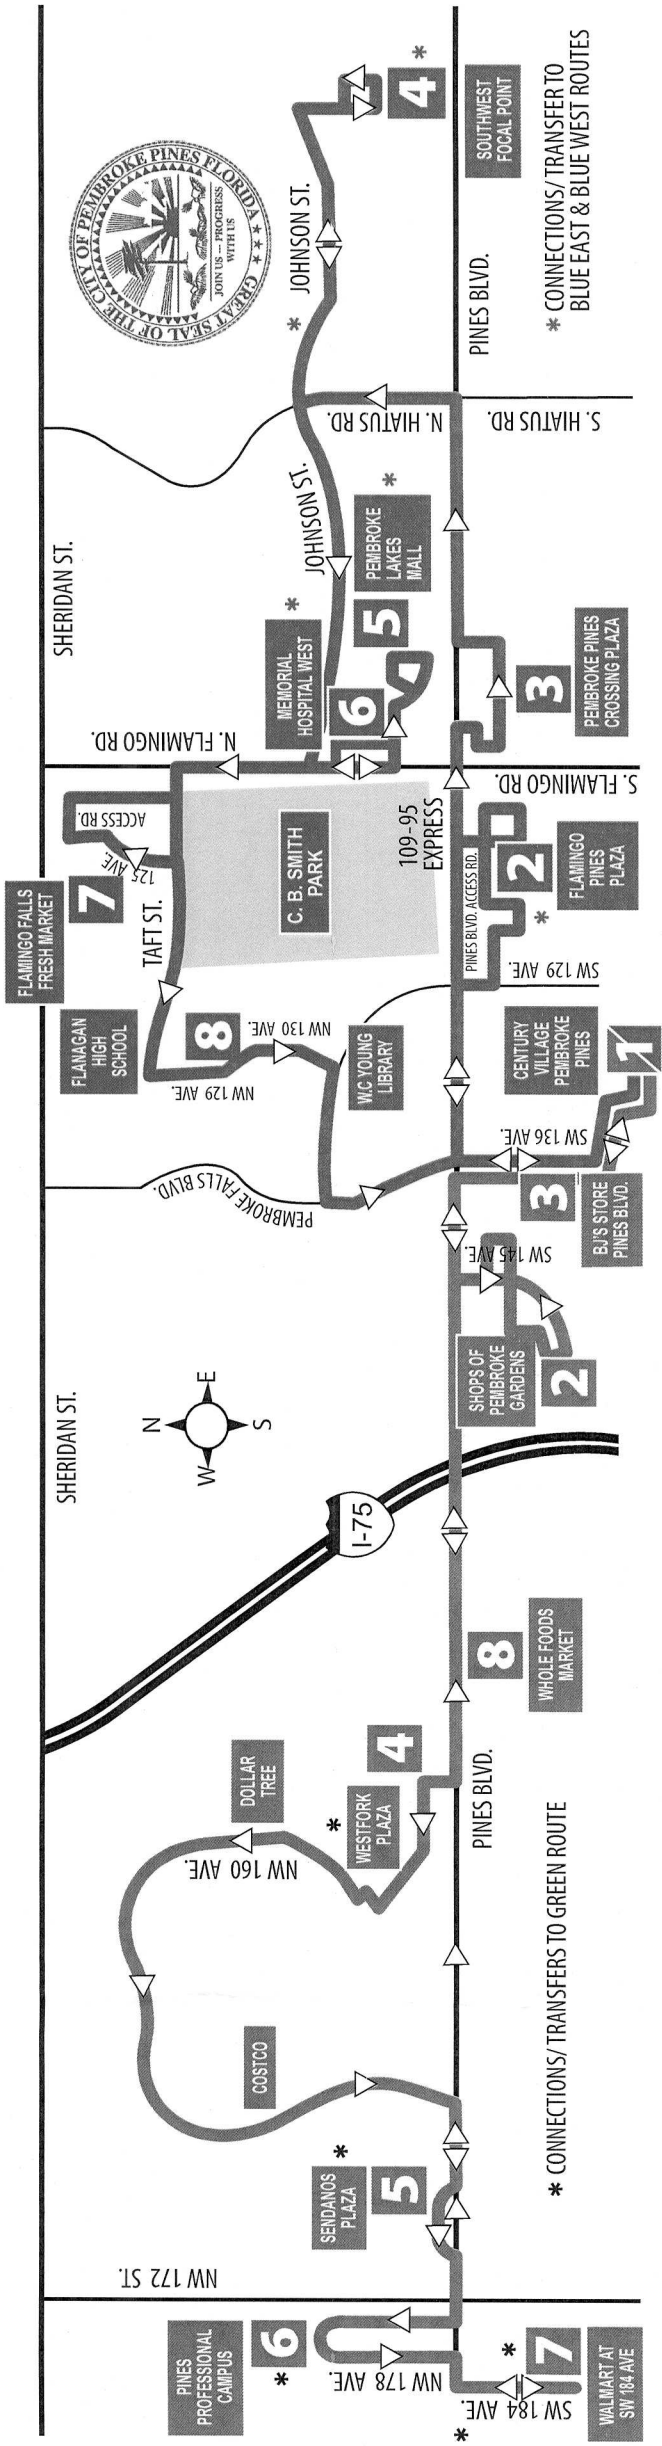 SHERIDAN ST.
SHERIDAN ST.
GREAT SEAL OF THE CITY OF PEMBROKE PINES FLORIDA
JOIN US — PROGRESS
WITH US
PINES
PROFESSIONAL
CAMPUS
6
*
NW 172 ST.
NW 178 AVE.
SW 184 AVE.
*
*
7
WALMART AT
SW 184 AVE
SENDANOS
PLAZA
*
5
COSTCO
DOLLAR
TREE
NW 160 AVE.
*
WESTFORK
PLAZA
4
PINES BLVD.
* CONNECTIONS/ TRANSFERS TO GREEN ROUTE
8
WHOLE FOODS
MARKET
I-75
N
W
E
S
SHOPS OF
PEMBROKE
GARDENS
2
SW 145 AVE.
PEMBROKE FALLS BLVD.
3
BJ'S STORE
PINES BLVD.
SW 136 AVE.
CENTURY
VILLAGE
PEMBROKE
PINES
1
FLANAGAN
HIGH
SCHOOL
8
NW 129 AVE.
NW 130 AVE.
W.C YOUNG
LIBRARY
FLAMINGO FALLS
FRESH MARKET
7
TAFT ST.
125 AVE.
ACCESS RD.
C. B. SMITH
PARK
109-95
EXPRESS
PINES BLVD. ACCESS RD.
SW 129 AVE.
2
*
FLAMINGO
PINES
PLAZA
N. FLAMINGO RD.
S. FLAMINGO RD.
MEMORIAL
HOSPITAL WEST
*
6
5
PEMBROKE
LAKES
MALL
*
3
PEMBROKE PINES
CROSSING PLAZA
JOHNSON ST.
N. HIATUS RD.
S. HIATUS RD.
*
JOHNSON ST.
PINES BLVD.
4
*
SOUTHWEST
FOCAL POINT
* CONNECTIONS/ TRANSFER TO
BLUE EAST & BLUE WEST ROUTES